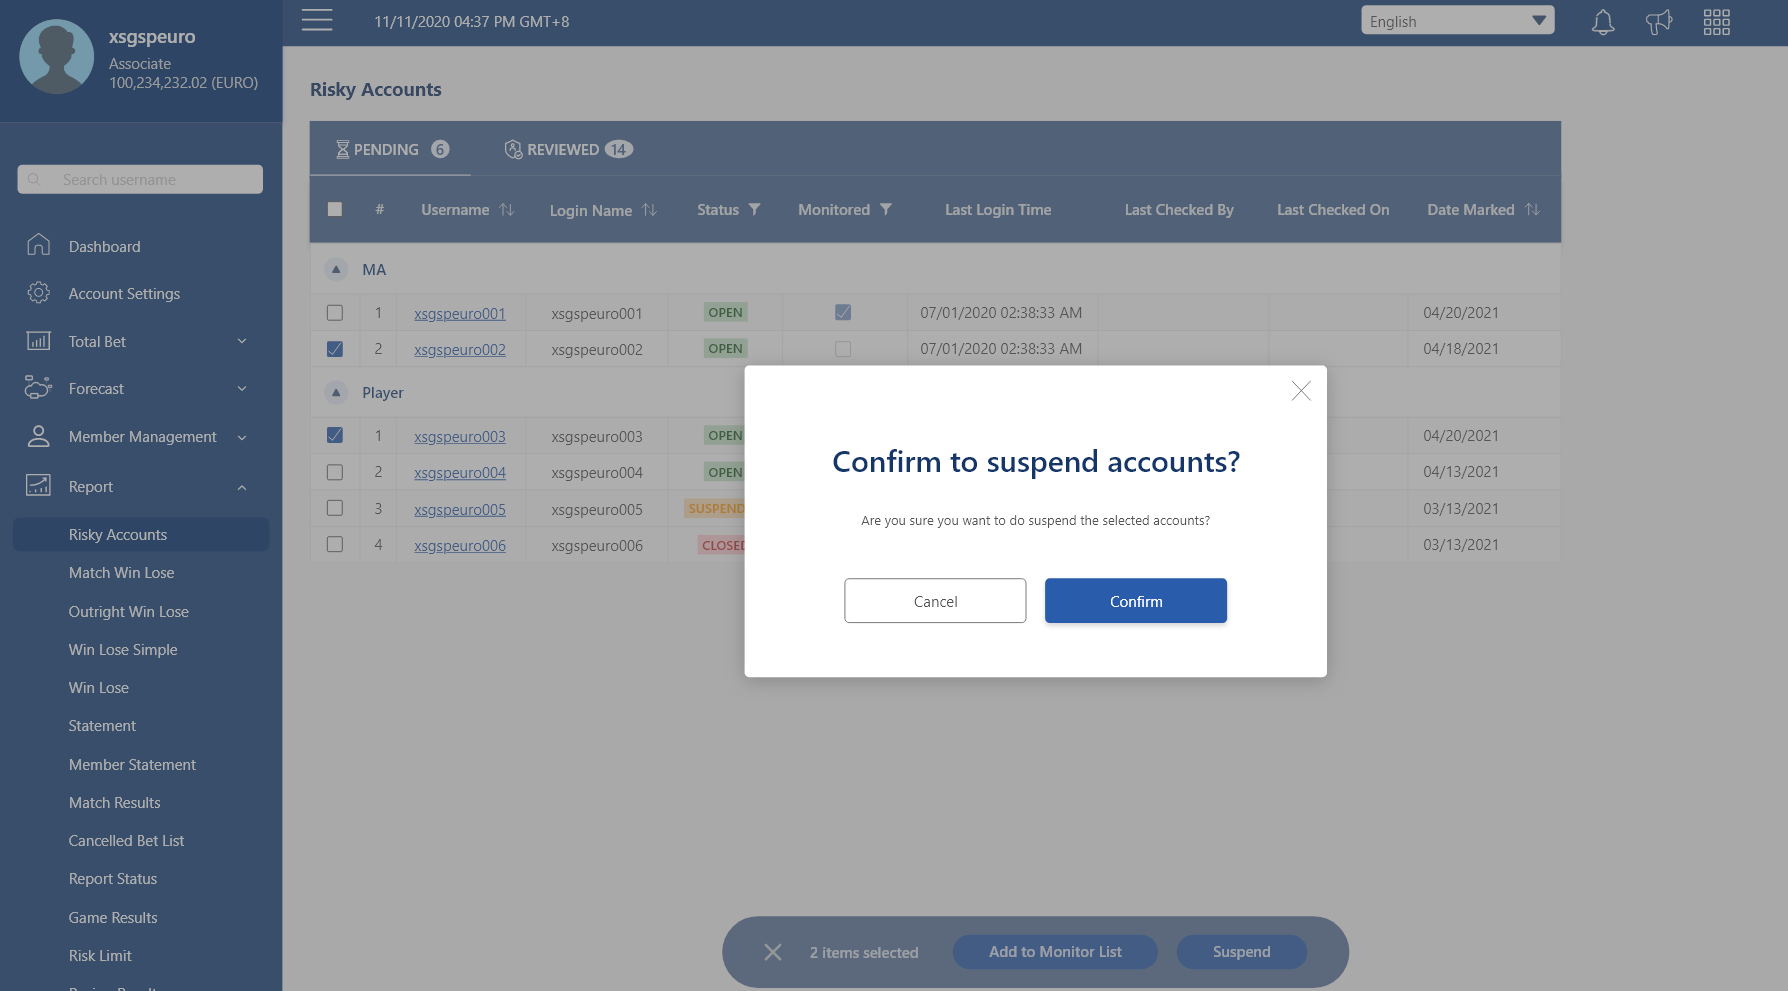 xsgspeuro
Associate
100,234,232.02 (EURO)
11/11/2020 04:37 PM GMT+8
English
Search username
Dashboard
Account Settings
Total Bet
Forecast
Member Management
Report
Risky Accounts
Match Win Lose
Outright Win Lose
Win Lose Simple
Win Lose
Statement
Member Statement
Match Results
Cancelled Bet List
Report Status
Game Results
Risk Limit
Risky Accounts
PENDING 6 REVIEWED 14
# Username Login Name Status Monitored Last Login Time Last Checked By Last Checked On Date Marked
MA
1 xsgspeuro001 xsgspeuro001 OPEN 07/01/2020 02:38:33 AM 04/20/2021
2 xsgspeuro002 xsgspeuro002 OPEN 07/01/2020 02:38:33 AM 04/18/2021
Player
1 xsgspeuro003 xsgspeuro003 OPEN 04/20/2021
2 xsgspeuro004 xsgspeuro004 OPEN 04/13/2021
3 xsgspeuro005 xsgspeuro005 SUSPEND 03/13/2021
4 xsgspeuro006 xsgspeuro006 CLOSED 03/13/2021
Confirm to suspend accounts?
Are you sure you want to do suspend the selected accounts?
Cancel Confirm
2 items selected Add to Monitor List Suspend